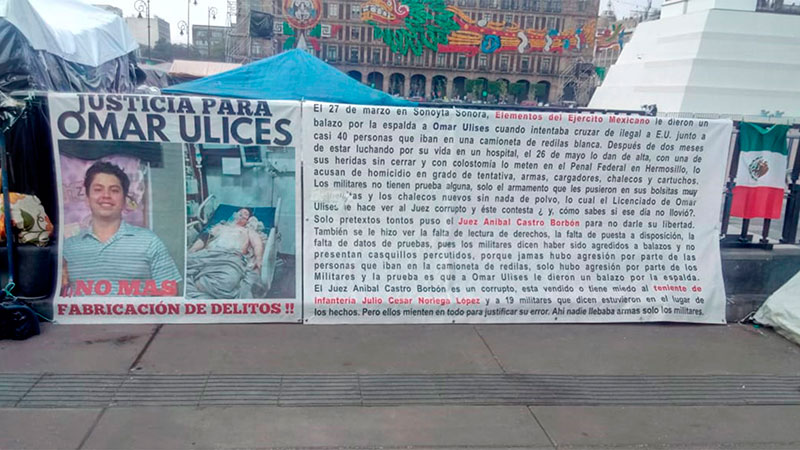 JUSTICIA PARA
OMAR ULICES
NO MAS
FABRICACIÓN DE DELITOS !!
El 27 de marzo en Sonoyta Sonora, Elementos del Ejercito Mexicano le dieron un
balazo por la espalda a Omar Ulises cuando intentaba cruzar de ilegal a E.U. junto a
casi 40 personas que iban en una camioneta de redilas blanca. Después de dos meses
de estar luchando por su vida en un hospital, el 26 de mayo lo dan de alta, con una de
sus heridas sin cerrar y con colostomía lo meten en el Penal Federal en Hermosillo, lo
acusan de homicidio en grado de tentativa, armas, cargadores, chalecos y cartuchos.
Los militares no tienen prueba alguna, solo el armamento que les pusieron en sus bolsitas muy
y los chalecos nuevos sin nada de polvo, lo cual el Licenciado de Omar
le hace ver al Juez corrupto y éste contesta ¿ y, cómo sabes si ese día no llovió?.
Solo pretextos tontos puso el Juez Anibal Castro Borbón para no darle su libertad.
También se le hizo ver la falta de lectura de derechos, la falta de puesta a disposición, la
falta de datos de pruebas, pues los militares dicen haber sido agredidos a balazos y no
presentan casquillos percutidos, porque jamas hubo agresión por parte de las
personas que iban en la camioneta de redilas, solo hubo agresión por parte de los
Militares y la prueba es que a Omar Ulises le dieron un balazo por la espalda.
El Juez Anibal Castro Borbón es un corrupto, esta vendido o tiene miedo al teniente de
Infantería Julio Cesar Noriega López y a 19 militares que dicen estuvieron en el lugar de
los hechos. Pero ellos mienten en todo para justificar su error. Ahi nadie llebaba armas solo los militares.